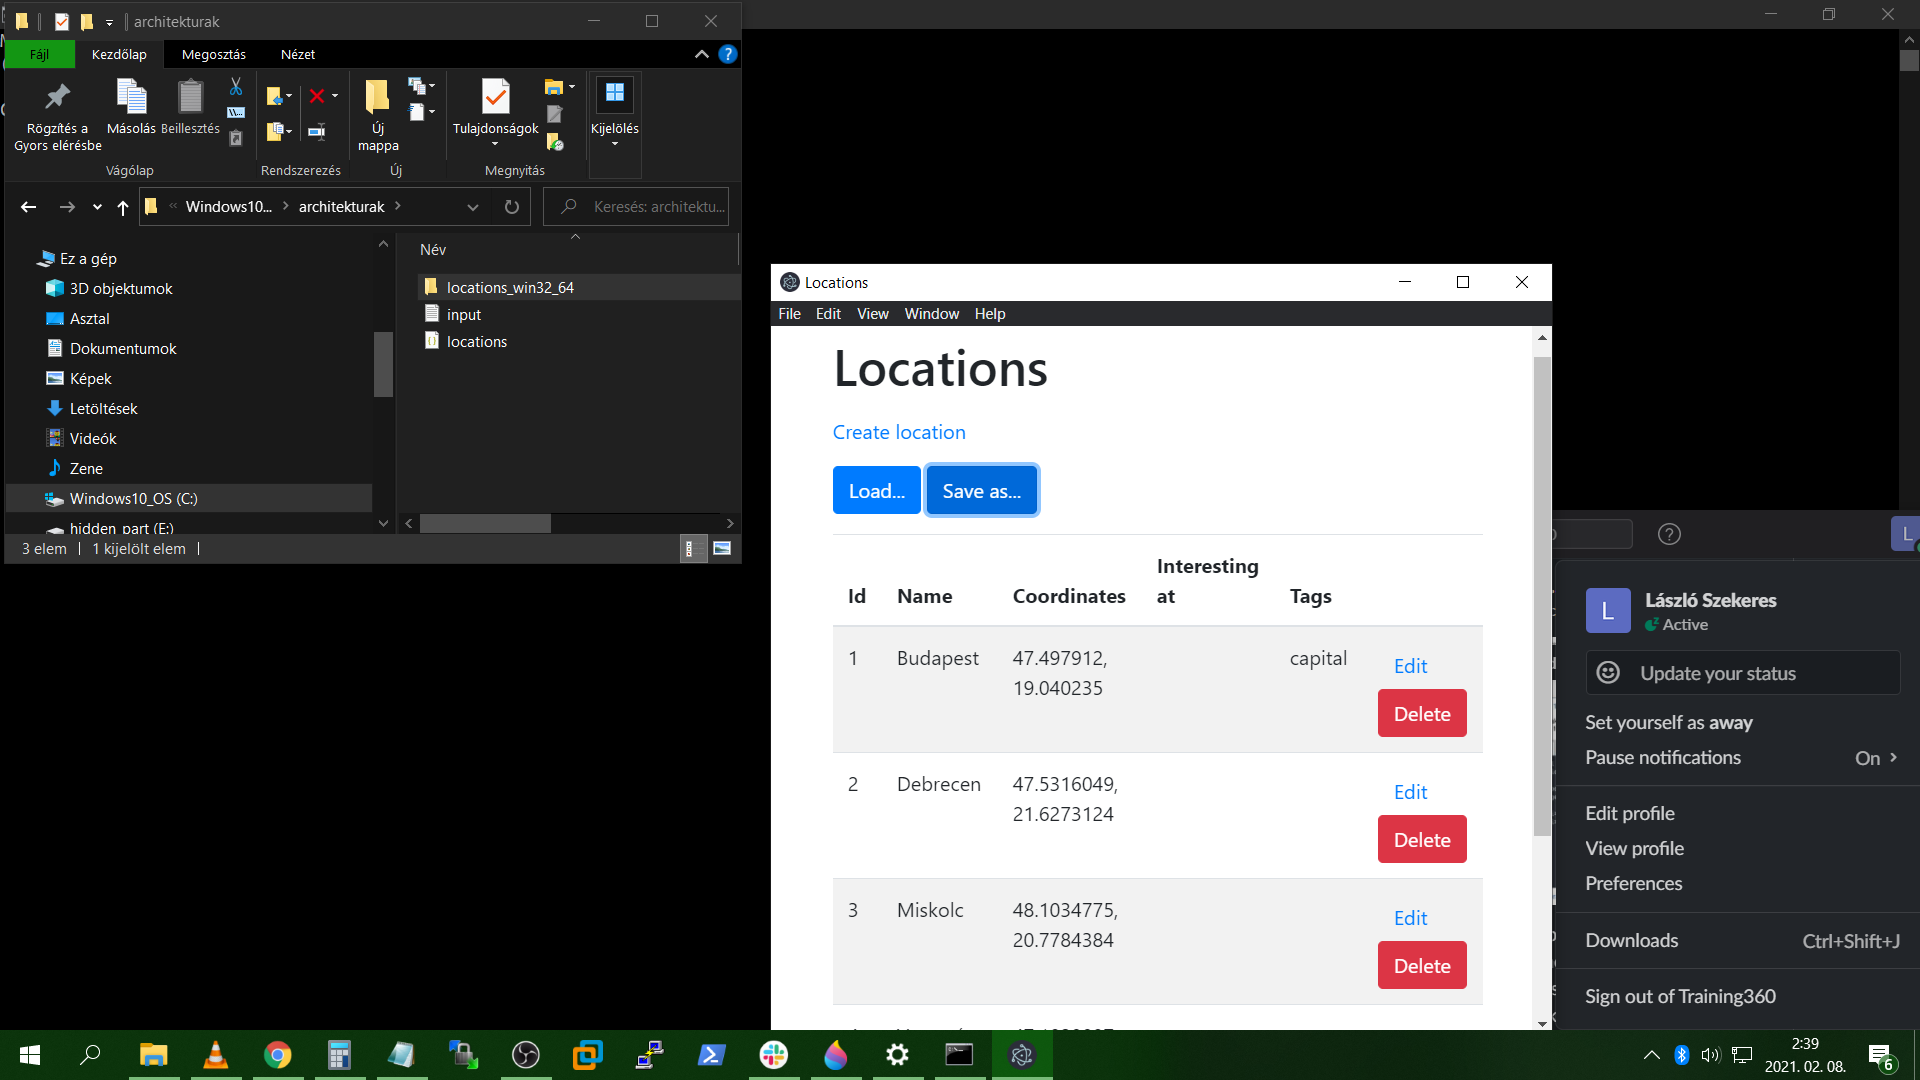 architekturak
Fájl
Kezdőlap
Megosztás
Nézet
Rögzítés a
Gyors elérésbe
Másolás
Beillesztés
Új
mappa
Tulajdonságok
Kijelölés
Vágólap
Rendszerezés
Új
Megnyitás
« Windows10... > architekturak >
Keresés: architektu...
Ez a gép
3D objektumok
Asztal
Dokumentumok
Képek
Letöltések
Videók
Zene
Windows10_OS (C:)
hidden_part (E:)
Név
locations_win32_64
input
locations
3 elem
1 kijelölt elem
Locations
File Edit View Window Help
Locations
Create location
Load...
Save as...
Id Name Coordinates Interesting at Tags
1 Budapest 47.497912, capital Edit
19.040235 Delete
2 Debrecen 47.5316049, Edit
21.6273124 Delete
3 Miskolc 48.1034775, Edit
20.7784384 Delete
L
L
László Szekeres
Active
Update your status
Set yourself as away
Pause notifications On >
Edit profile
View profile
Preferences
Downloads Ctrl+Shift+J
Sign out of Training360
2:39
2021. 02. 08.
6